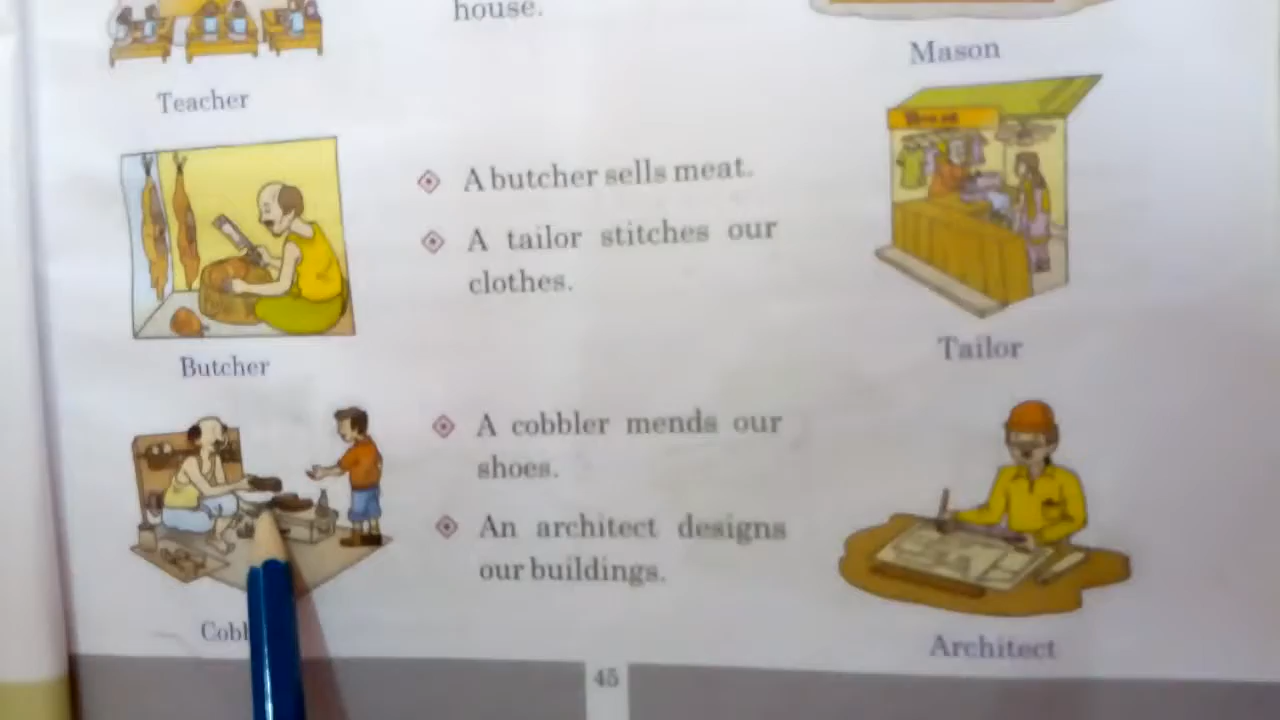 house.
Mason
Teacher
A butcher sells meat.
A tailor stitches our
clothes.
Tailor
Butcher
A cobbler mends our
shoes.
An architect designs
our buildings.
Architect
45